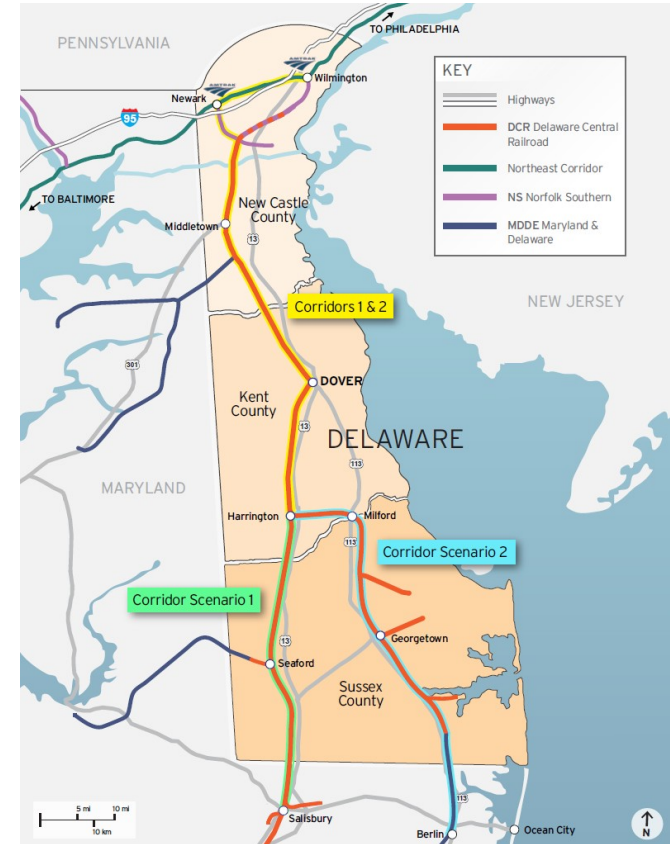 PENNSYLVANIA
TO PHILADELPHIA
AMTRAK
AMTRAK
Wilmington
Newark
95
TO BALTIMORE
KEY
Highways
DCR Delaware Central
Railroad
Northeast Corridor
NS Norfolk Southern
MDDE Maryland &
Delaware
New Castle
County
Middletown
13
Corridors 1 & 2
NEW JERSEY
301
DOVER
Kent
County
13
DELAWARE
113
MARYLAND
Harrington
Milford
113
Corridor Scenario 2
Corridor Scenario 1
13
Georgetown
Seaford
Sussex
County
113
5 mi 10 mi
10 km
Salisbury
Berlin
Ocean City
N